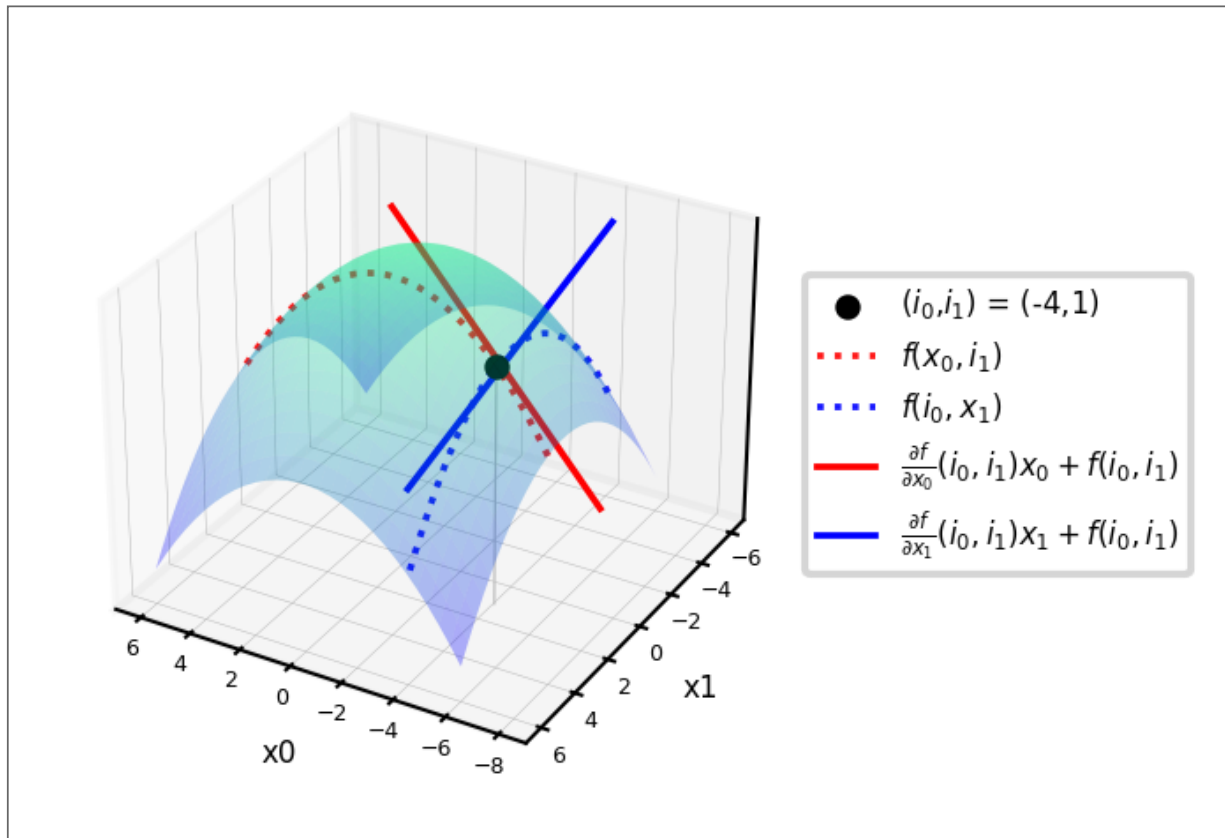 (i₀,i₁) = (-4,1)
f(x₀, i₁)
f(i₀, x₁)
∂f/∂x₀(i₀, i₁)x₀ + f(i₀, i₁)
∂f/∂x₁(i₀, i₁)x₁ + f(i₀, i₁)
6
4
2
0
−2
−4
−6
−8
x0
−6
−4
−2
0
2
4
6
x1